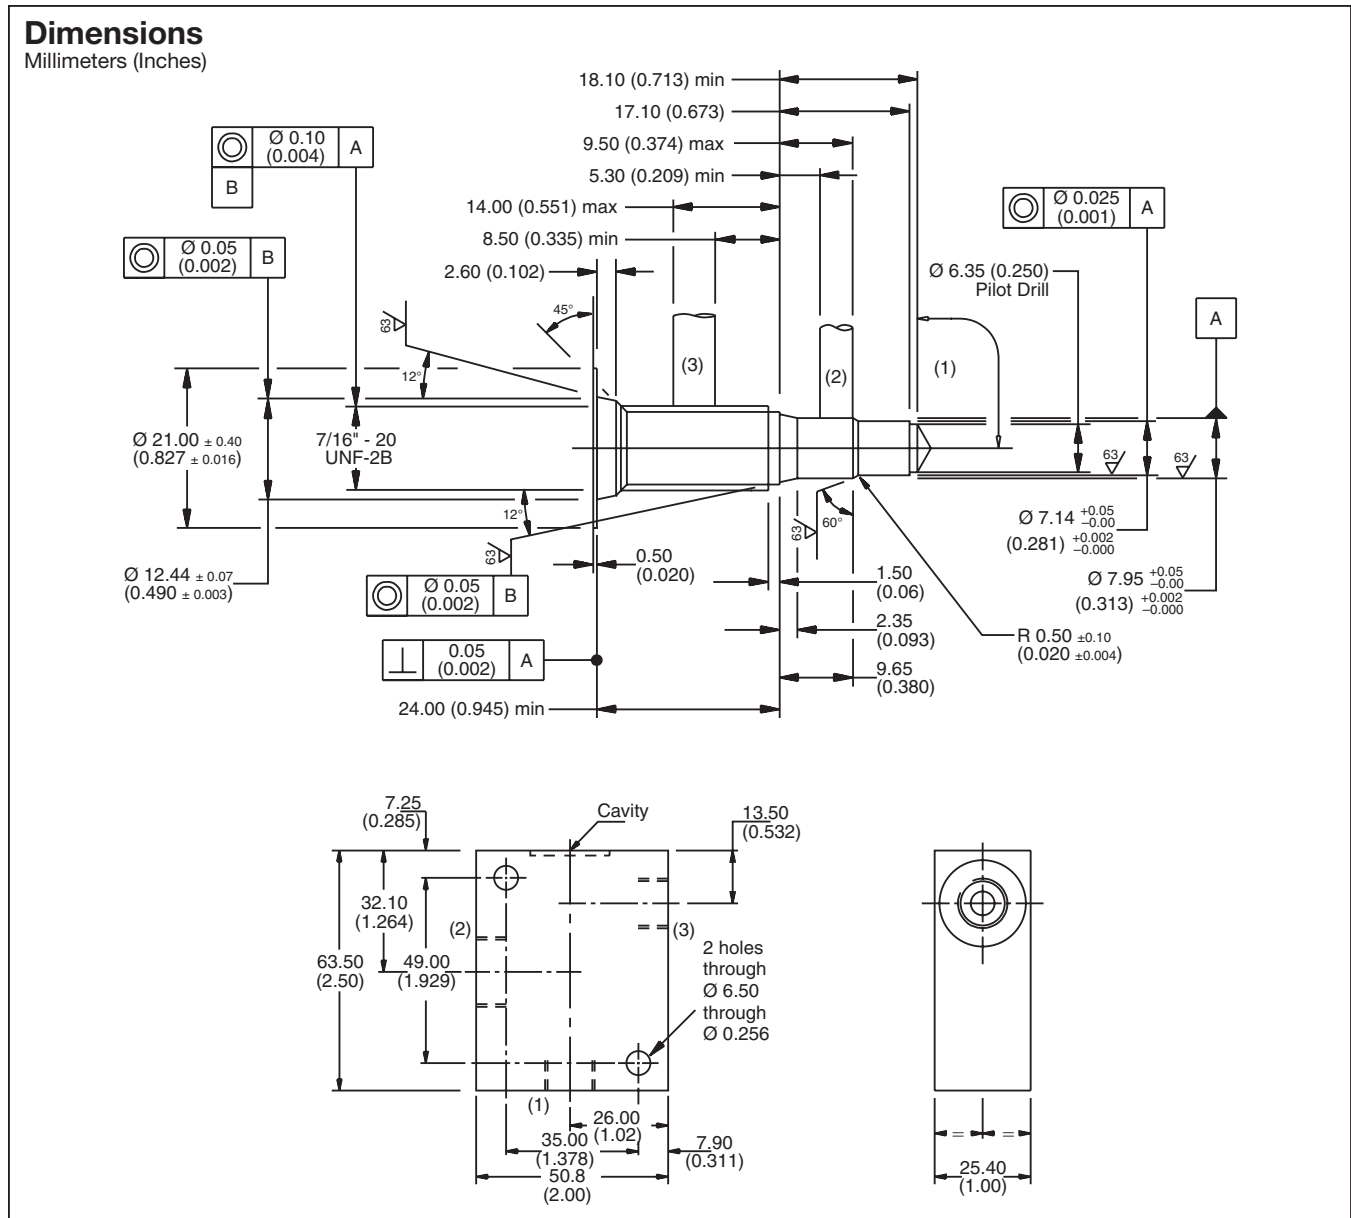 Dimensions
Millimeters (Inches)
18.10 (0.713) min
17.10 (0.673)
9.50 (0.374) max
5.30 (0.209) min
14.00 (0.551) max
8.50 (0.335) min
2.60 (0.102)
Ø 0.10
(0.004)
A
B
Ø 0.05
(0.002)
B
Ø 0.025
(0.001)
A
Ø 6.35 (0.250)
Pilot Drill
A
63
45°
12°
(3)
(2)
(1)
Ø 21.00 ± 0.40
(0.827 ± 0.016)
7/16" - 20
UNF-2B
63
63
12°
63
63
60°
Ø 7.14 +0.05 -0.00
(0.281) +0.002 -0.000
Ø 12.44 ± 0.07
(0.490 ± 0.003)
0.50
(0.020)
1.50
(0.06)
Ø 7.95 +0.05 -0.00
(0.313) +0.002 -0.000
Ø 0.05
(0.002)
B
2.35
(0.093)
R 0.50 ±0.10
(0.020 ±0.004)
0.05
(0.002)
A
9.65
(0.380)
24.00 (0.945) min
7.25
(0.285)
Cavity
13.50
(0.532)
32.10
(1.264)
(2)
(3)
63.50
(2.50)
49.00
(1.929)
2 holes
through
Ø 6.50
through
Ø 0.256
(1)
26.00
(1.02)
35.00
(1.378)
7.90
(0.311)
50.8
(2.00)
= =
25.40
(1.00)